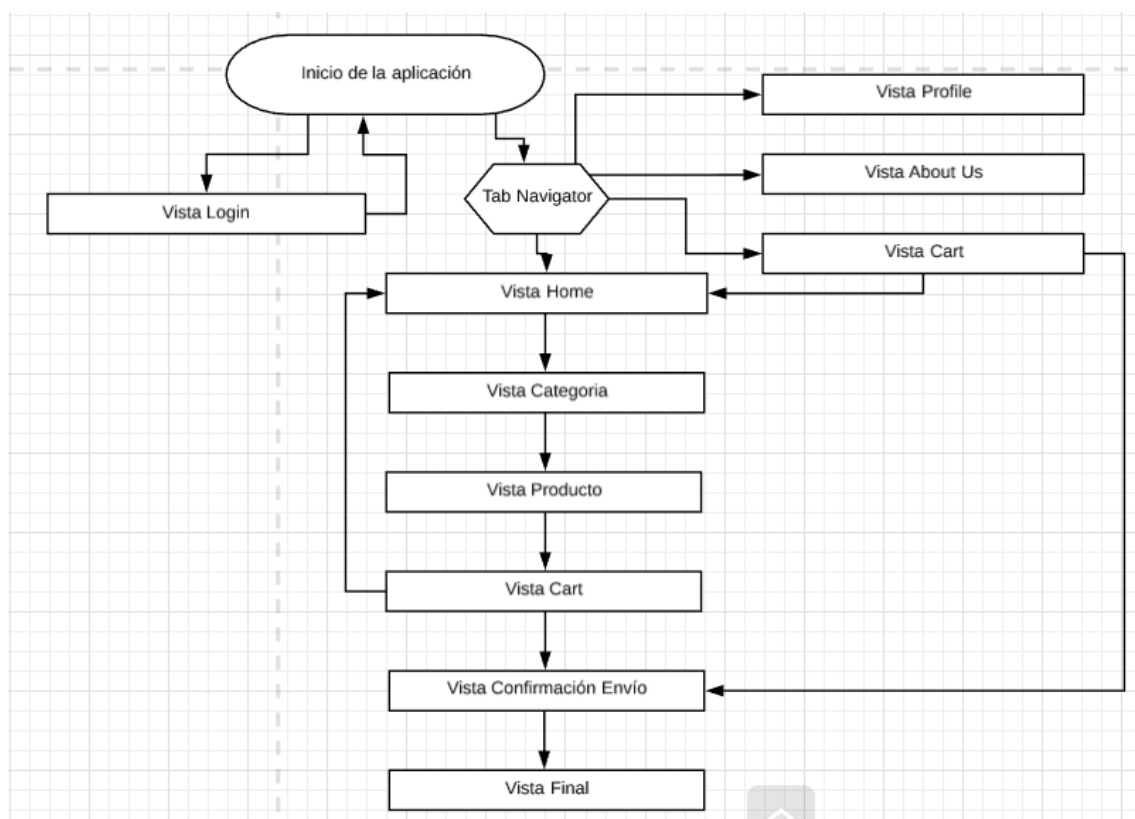 Inicio de la aplicación
Vista Profile
Vista About Us
Tab Navigator
Vista Login
Vista Cart
Vista Home
Vista Categoria
Vista Producto
Vista Cart
Vista Confirmación Envío
Vista Final